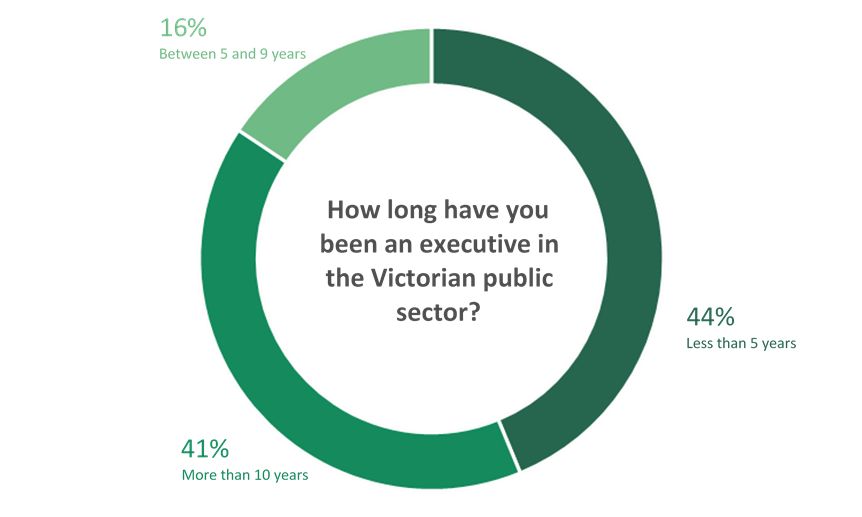 16%
Between 5 and 9 years
How long have you
been an executive in
the Victorian public
sector?
44%
Less than 5 years
41%
More than 10 years